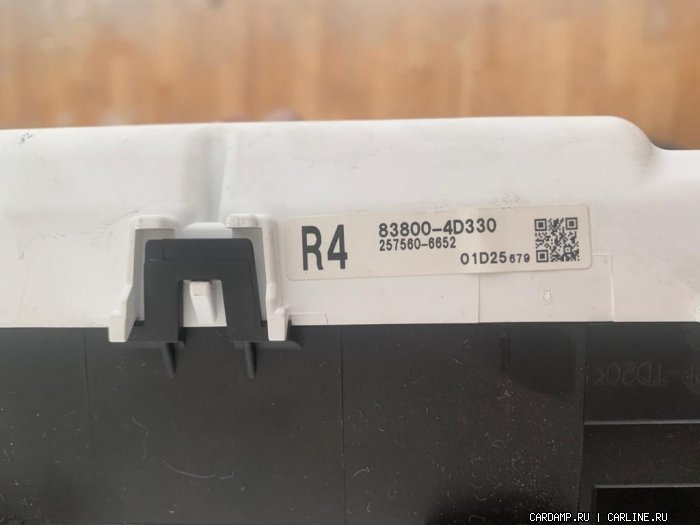 R4
83800-4D330
257560-6652
01D25679
CARDAMP.RU | CARLINE.RU